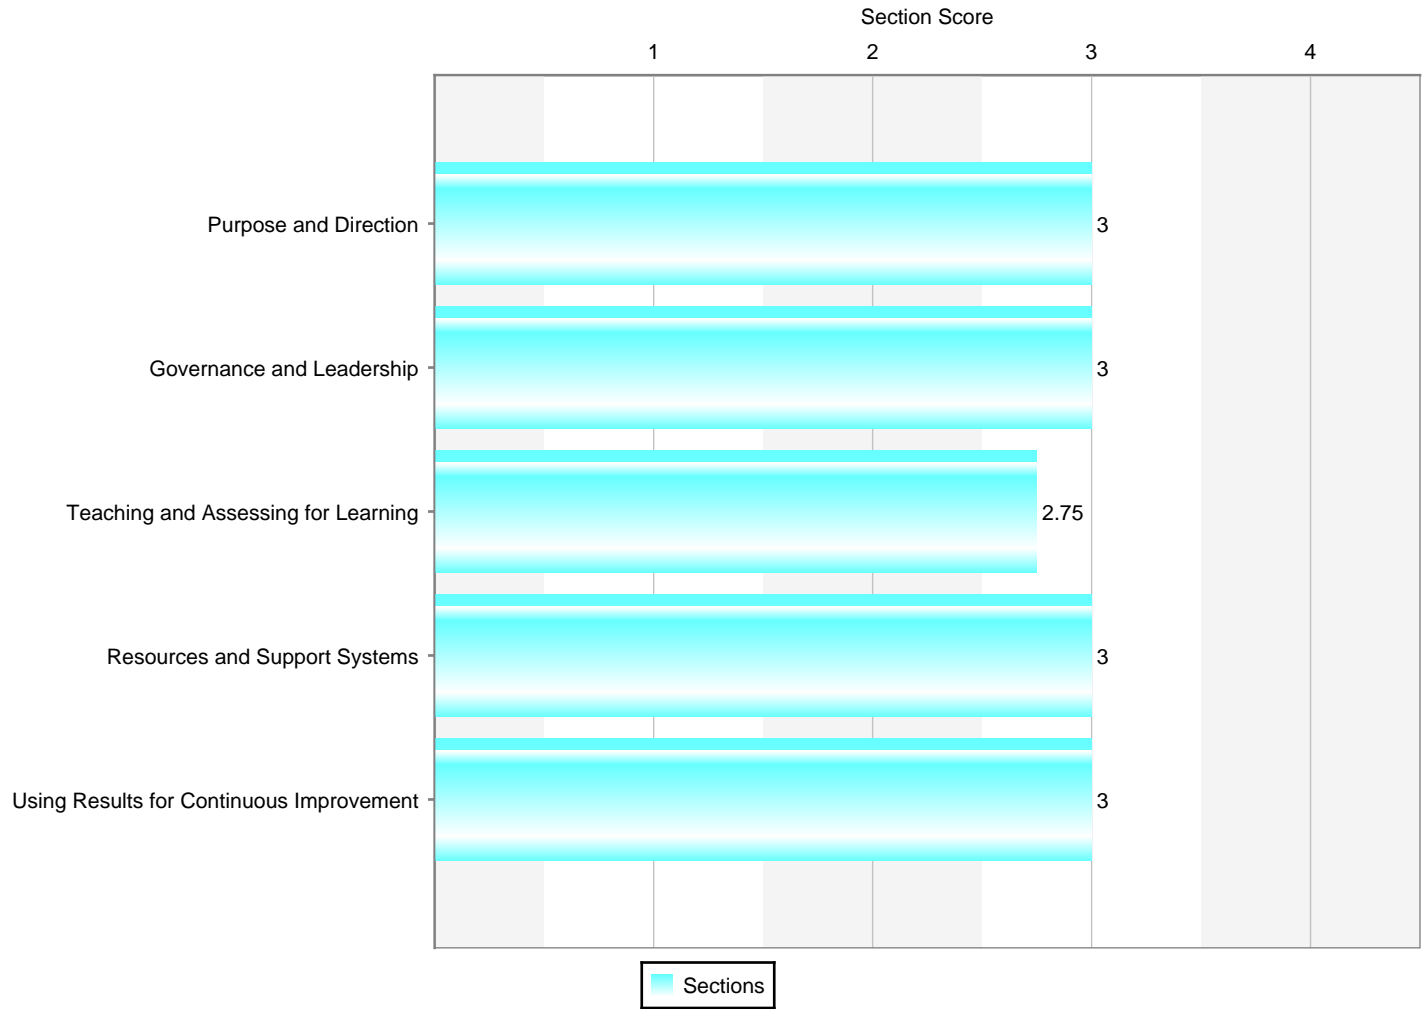 Section Score
1 2 3 4
Purpose and Direction 3
Governance and Leadership 3
Teaching and Assessing for Learning 2.75
Resources and Support Systems 3
Using Results for Continuous Improvement 3
Sections